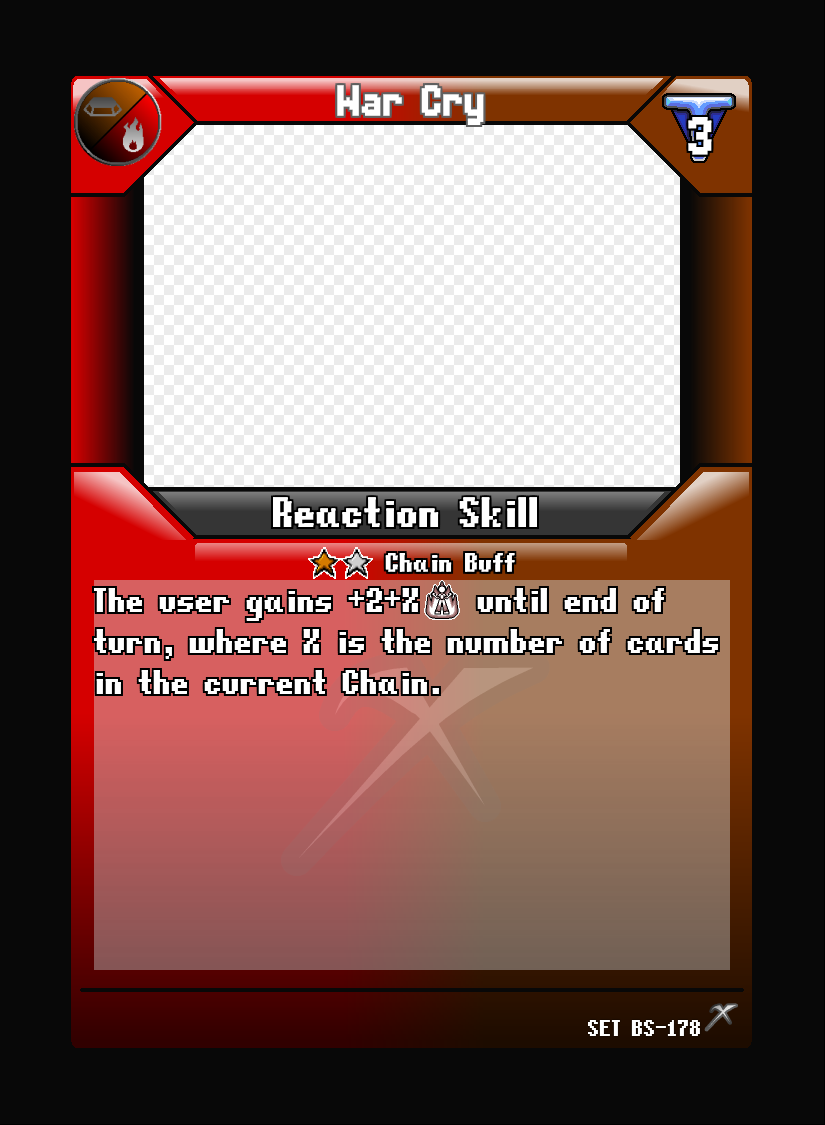 War Cry
3
Reaction Skill
Chain Buff
The user gains +2+X until end of
turn, where X is the number of cards
in the current Chain.
SET BS-178